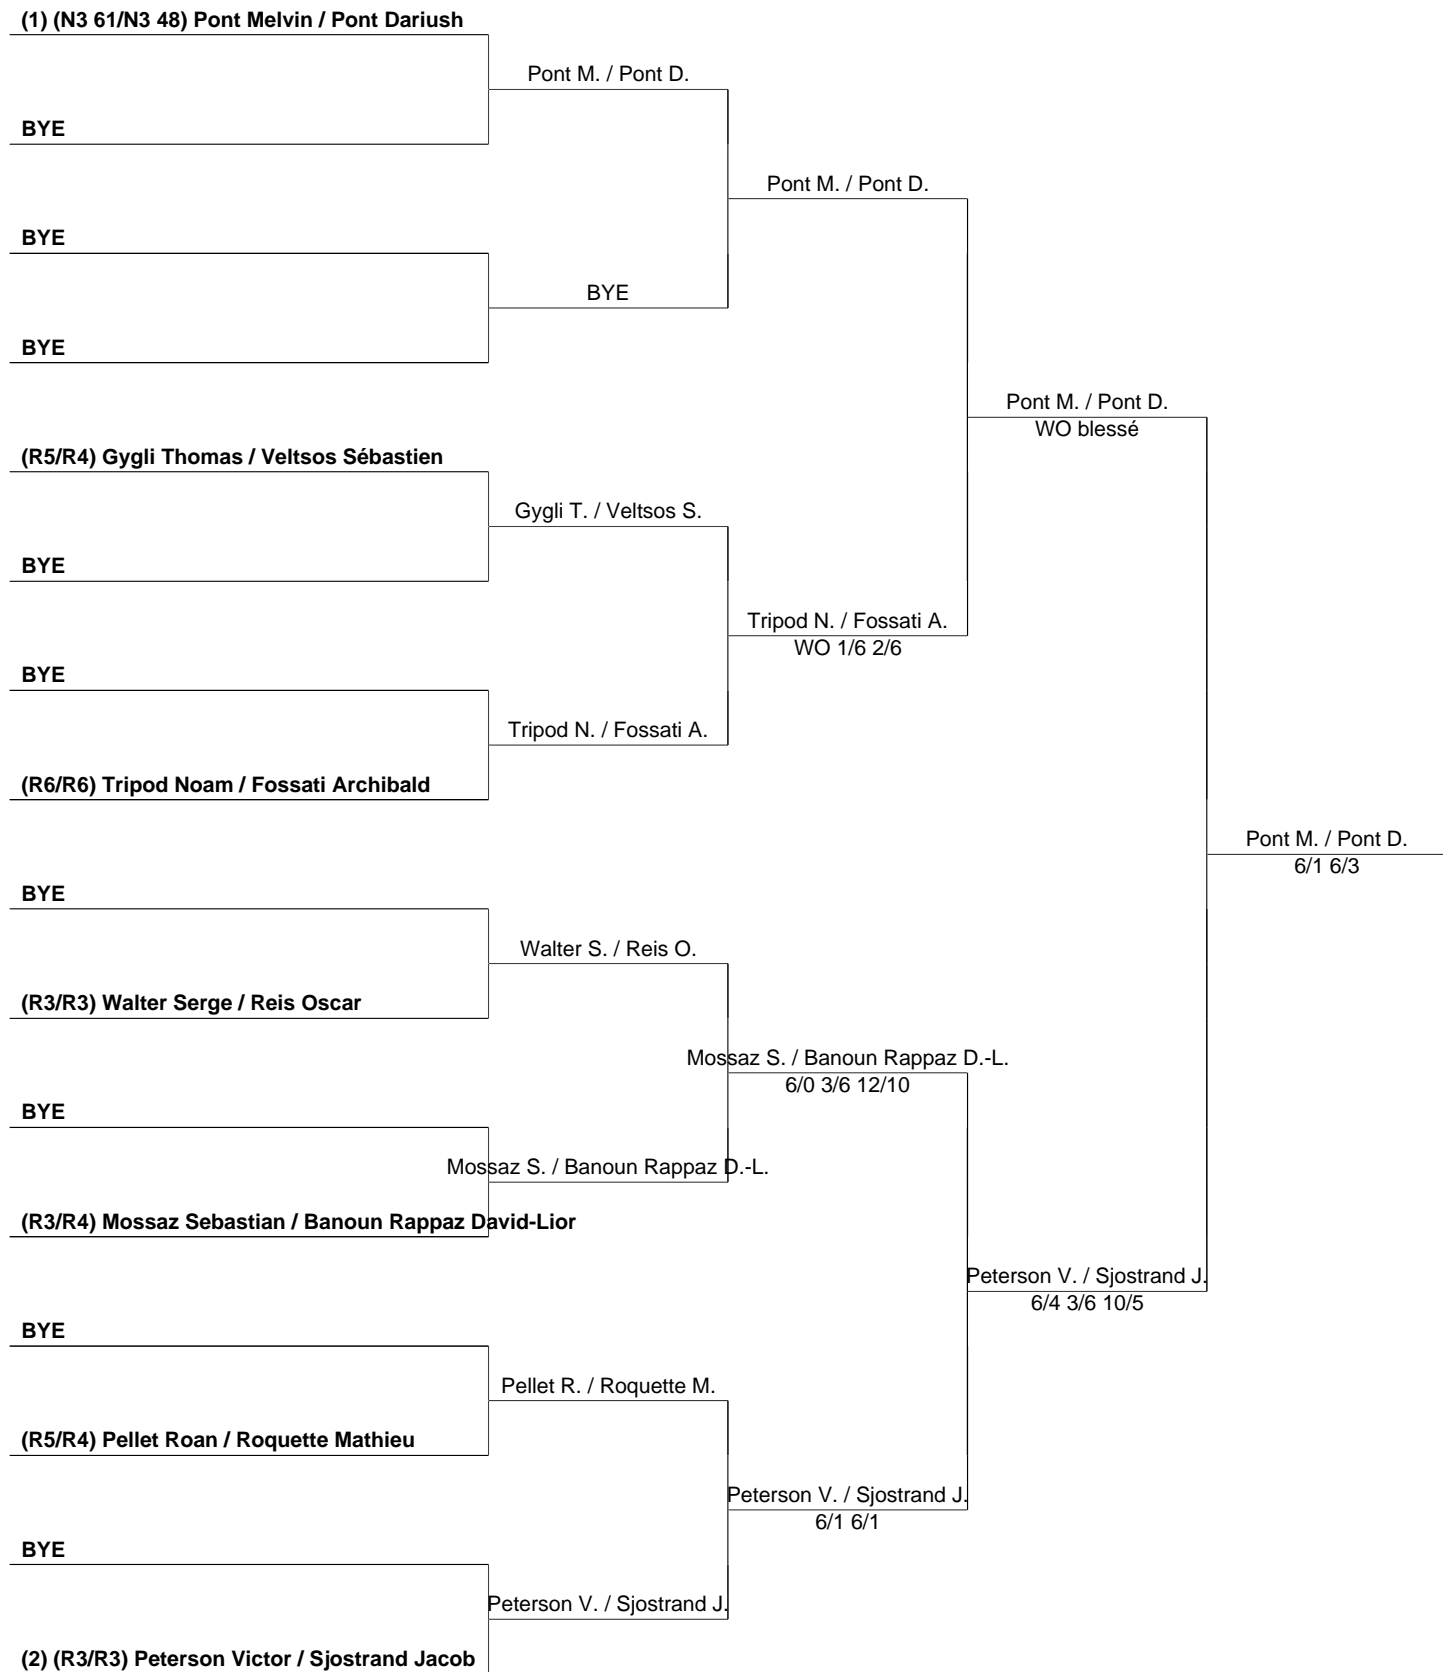 (1) (N3 61/N3 48) Pont Melvin / Pont Dariush
Pont M. / Pont D.
BYE
Pont M. / Pont D.
BYE
BYE
BYE
Pont M. / Pont D.
WO blessé
(R5/R4) Gygli Thomas / Veltsos Sébastien
Gygli T. / Veltsos S.
BYE
Tripod N. / Fossati A.
WO 1/6 2/6
BYE
Tripod N. / Fossati A.
(R6/R6) Tripod Noam / Fossati Archibald
Pont M. / Pont D.
6/1 6/3
BYE
Walter S. / Reis O.
(R3/R3) Walter Serge / Reis Oscar
Mossaz S. / Banoun Rappaz D.-L.
6/0 3/6 12/10
BYE
Mossaz S. / Banoun Rappaz D.-L.
(R3/R4) Mossaz Sebastian / Banoun Rappaz David-Lior
Peterson V. / Sjostrand J.
6/4 3/6 10/5
BYE
Pellet R. / Roquette M.
(R5/R4) Pellet Roan / Roquette Mathieu
Peterson V. / Sjostrand J.
6/1 6/1
BYE
Peterson V. / Sjostrand J.
(2) (R3/R3) Peterson Victor / Sjostrand Jacob